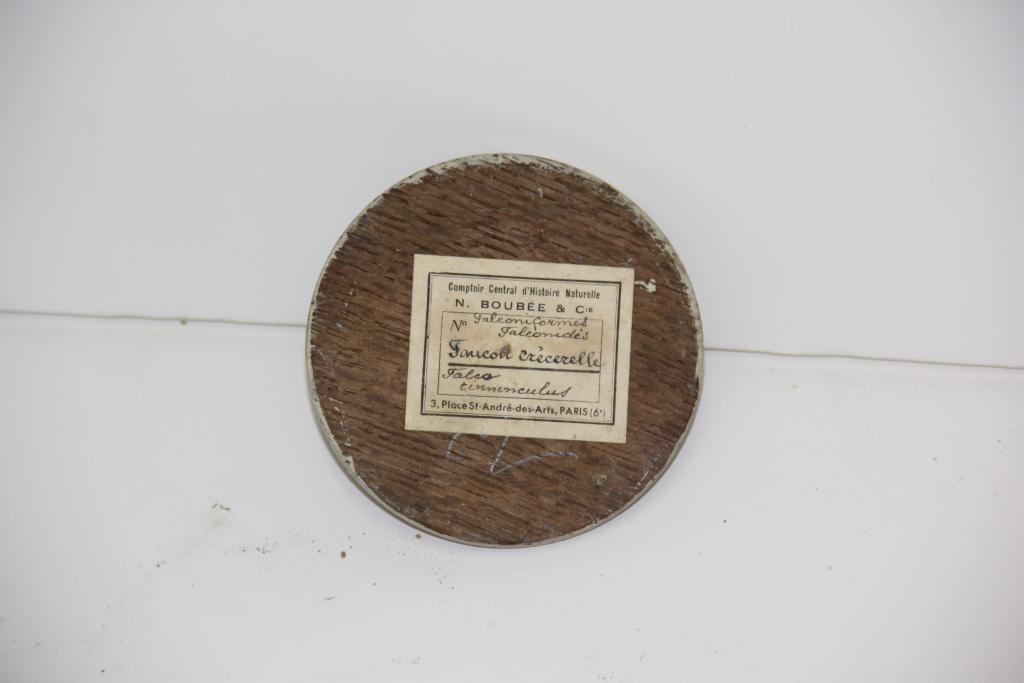 Comptoir Central d'Histoire Naturelle
N. BOUBÉE & CIE
No Falconiformes
Falconidés
Faucon crécerelle
Falco
tinnunculus
3, Place St-André-des-Arts, PARIS (6e)